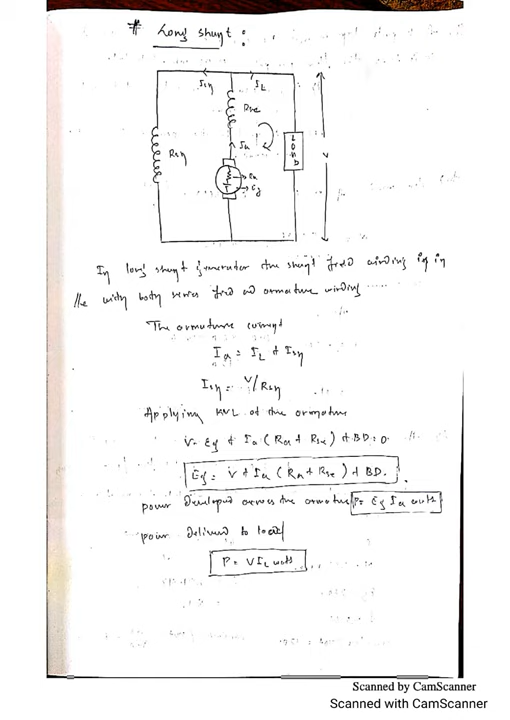 # Long shunt :
Ish IL
Rse
Rsh Ia LOAD V
Ra
Eg
In long shunt generator the shunt field winding is in
lle with both series field and armature winding
The armature current
Ia = IL + Ish
Ish = V/Rsh
Applying KVL at the armature
V - Eg + Ia (Ra + Rse) + BD = 0
Eg = V + Ia (Ra + Rse) + BD.
power developed across the armature P = Eg Ia watts
power delivered to load
P = VIL watts
Scanned by CamScanner
Scanned with CamScanner